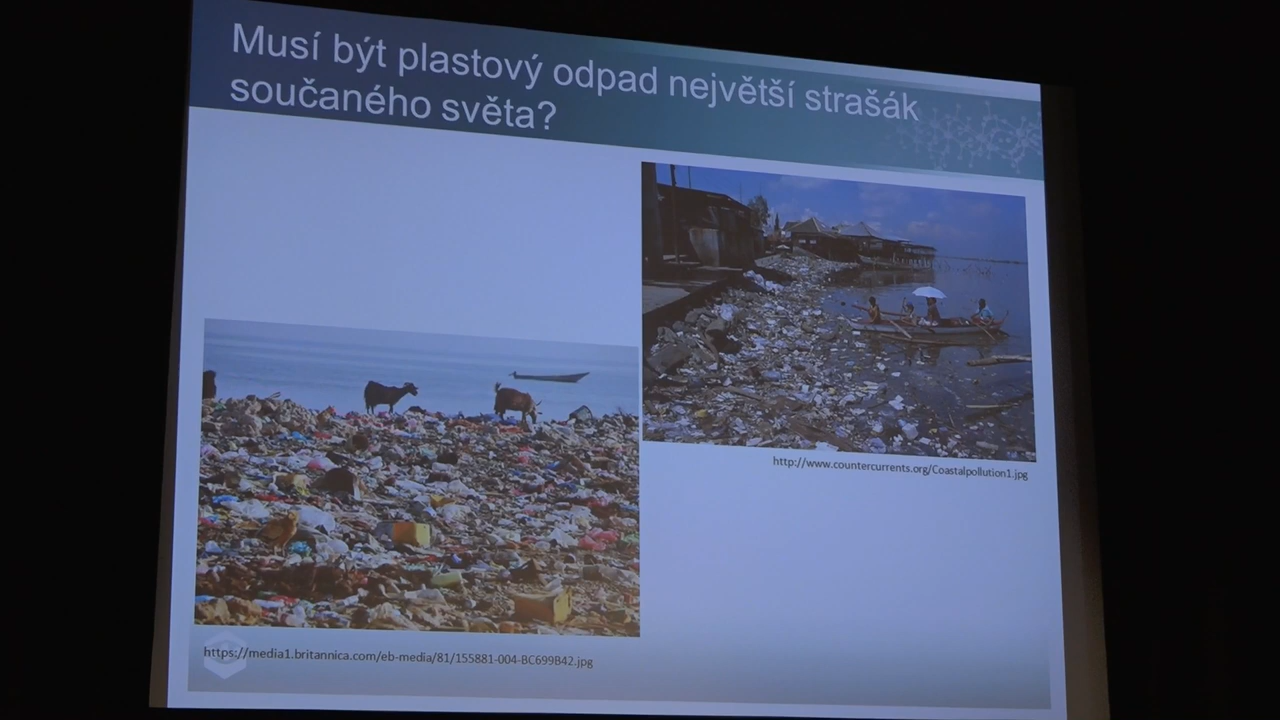 Musí být plastový odpad největší strašák
součaného světa?
http://www.countercurrents.org/Coastalpollution1.jpg
https://media1.britannica.com/eb-media/81/155881-004-BC699B42.jpg